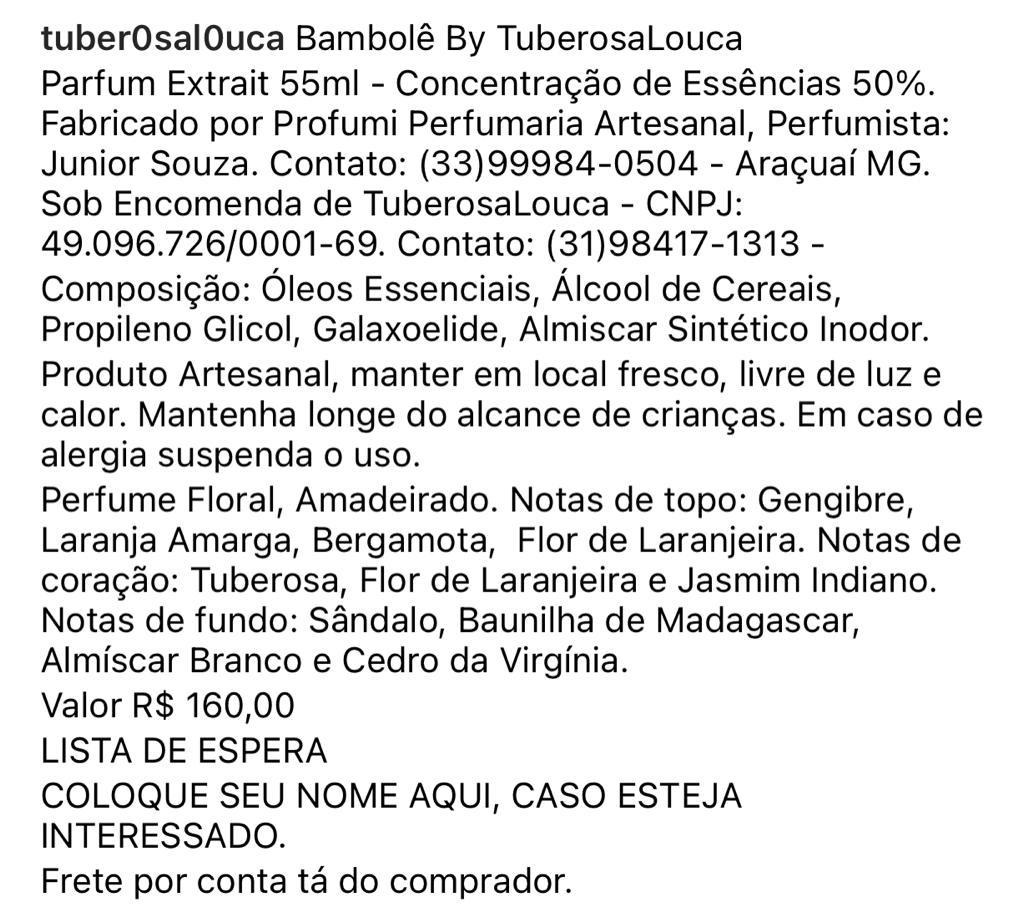 tuber0sal0uca Bambolê By TuberosaLouca
Parfum Extrait 55ml - Concentração de Essências 50%.
Fabricado por Profumi Perfumaria Artesanal, Perfumista:
Junior Souza. Contato: (33)99984-0504 - Araçuaí MG.
Sob Encomenda de TuberosaLouca - CNPJ:
49.096.726/0001-69. Contato: (31)98417-1313 -
Composição: Óleos Essenciais, Álcool de Cereais,
Propileno Glicol, Galaxoelide, Almiscar Sintético Inodor.
Produto Artesanal, manter em local fresco, livre de luz e
calor. Mantenha longe do alcance de crianças. Em caso de
alergia suspenda o uso.
Perfume Floral, Amadeirado. Notas de topo: Gengibre,
Laranja Amarga, Bergamota,  Flor de Laranjeira. Notas de
coração: Tuberosa, Flor de Laranjeira e Jasmim Indiano.
Notas de fundo: Sândalo, Baunilha de Madagascar,
Almíscar Branco e Cedro da Virgínia.
Valor R$ 160,00
LISTA DE ESPERA
COLOQUE SEU NOME AQUI, CASO ESTEJA
INTERESSADO.
Frete por conta tá do comprador.